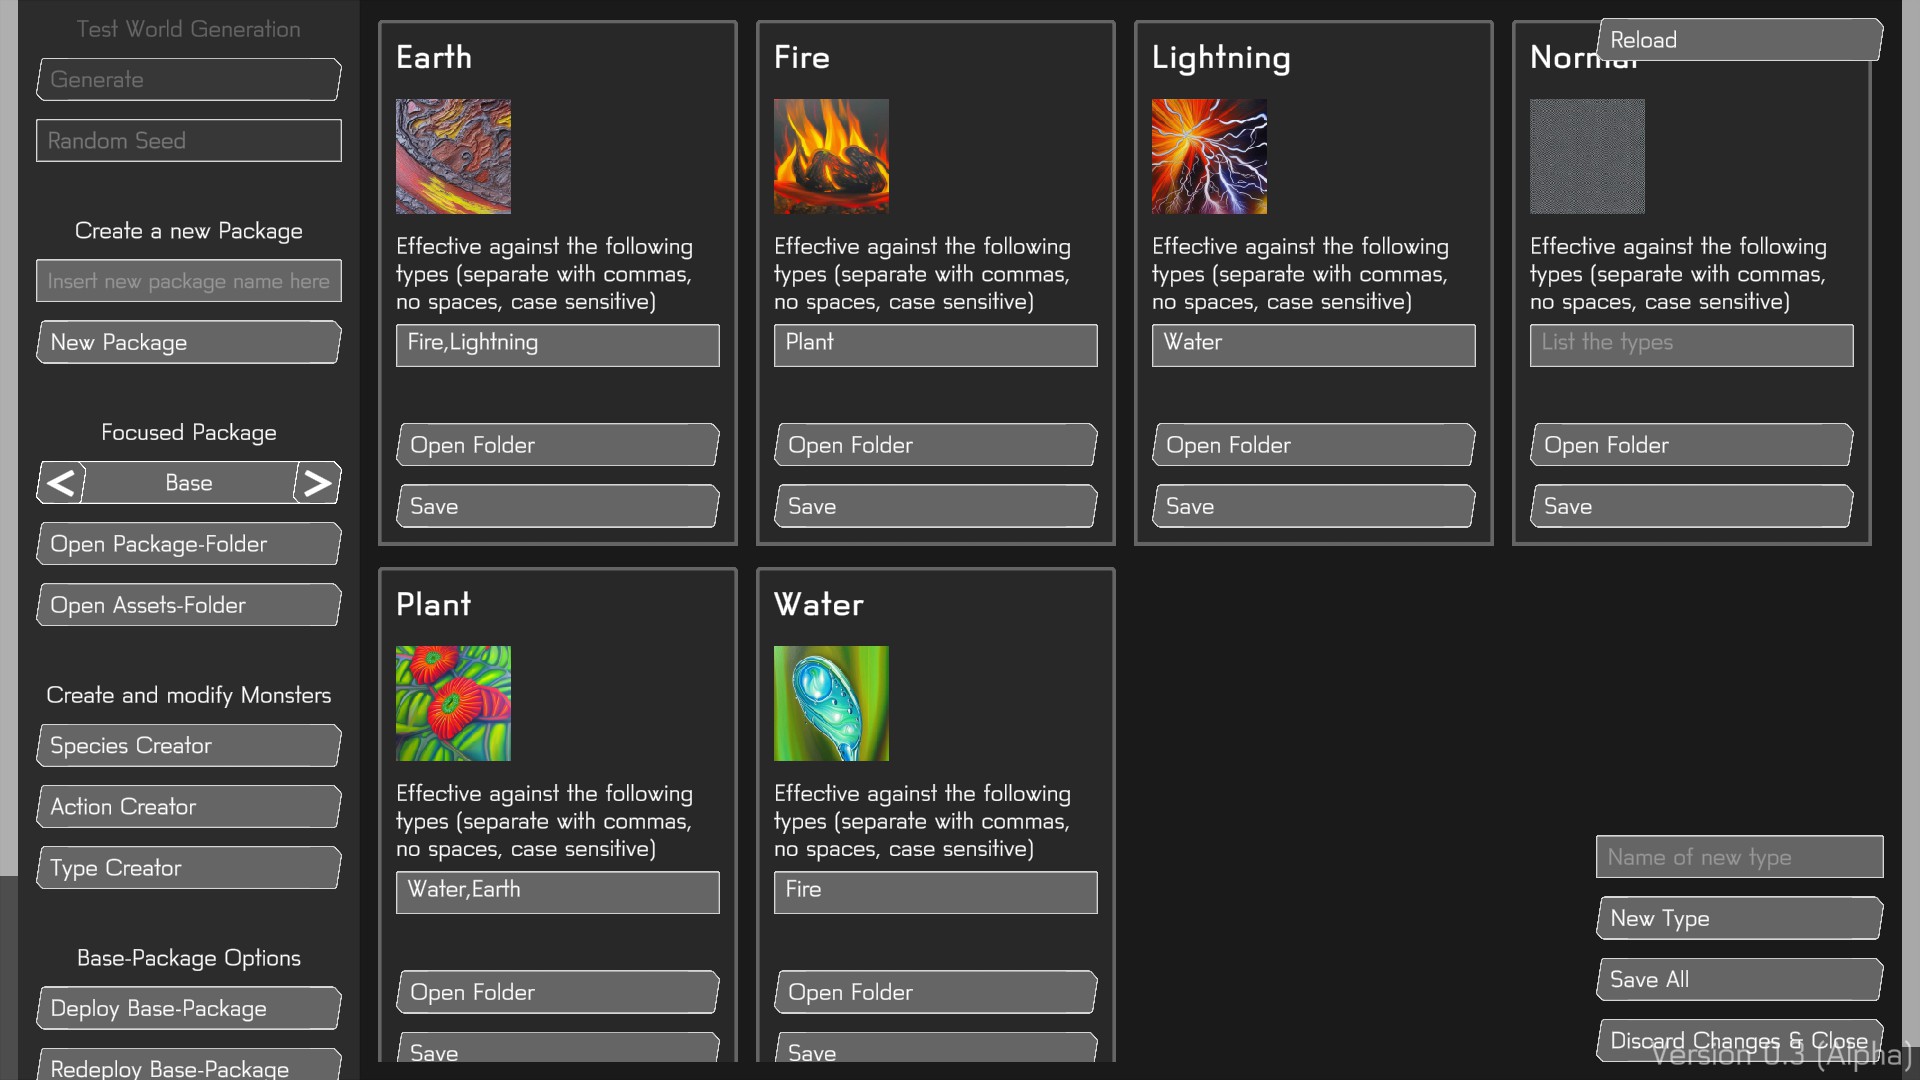 Test World Generation
Generate
Random Seed
Create a new Package
Insert new package name here
New Package
Focused Package
Base
Open Package-Folder
Open Assets-Folder
Create and modify Monsters
Species Creator
Action Creator
Type Creator
Base-Package Options
Deploy Base-Package
Redeploy Base-Package
Earth
Effective against the following
types (separate with commas,
no spaces, case sensitive)
Fire,Lightning
Open Folder
Save
Fire
Effective against the following
types (separate with commas,
no spaces, case sensitive)
Plant
Open Folder
Save
Lightning
Effective against the following
types (separate with commas,
no spaces, case sensitive)
Water
Open Folder
Save
Normal
Effective against the following
types (separate with commas,
no spaces, case sensitive)
List the types
Open Folder
Save
Plant
Effective against the following
types (separate with commas,
no spaces, case sensitive)
Water,Earth
Open Folder
Save
Water
Effective against the following
types (separate with commas,
no spaces, case sensitive)
Fire
Open Folder
Save
Reload
Name of new type
New Type
Save All
Discard Changes & Close
Version 0.3 (Alpha)